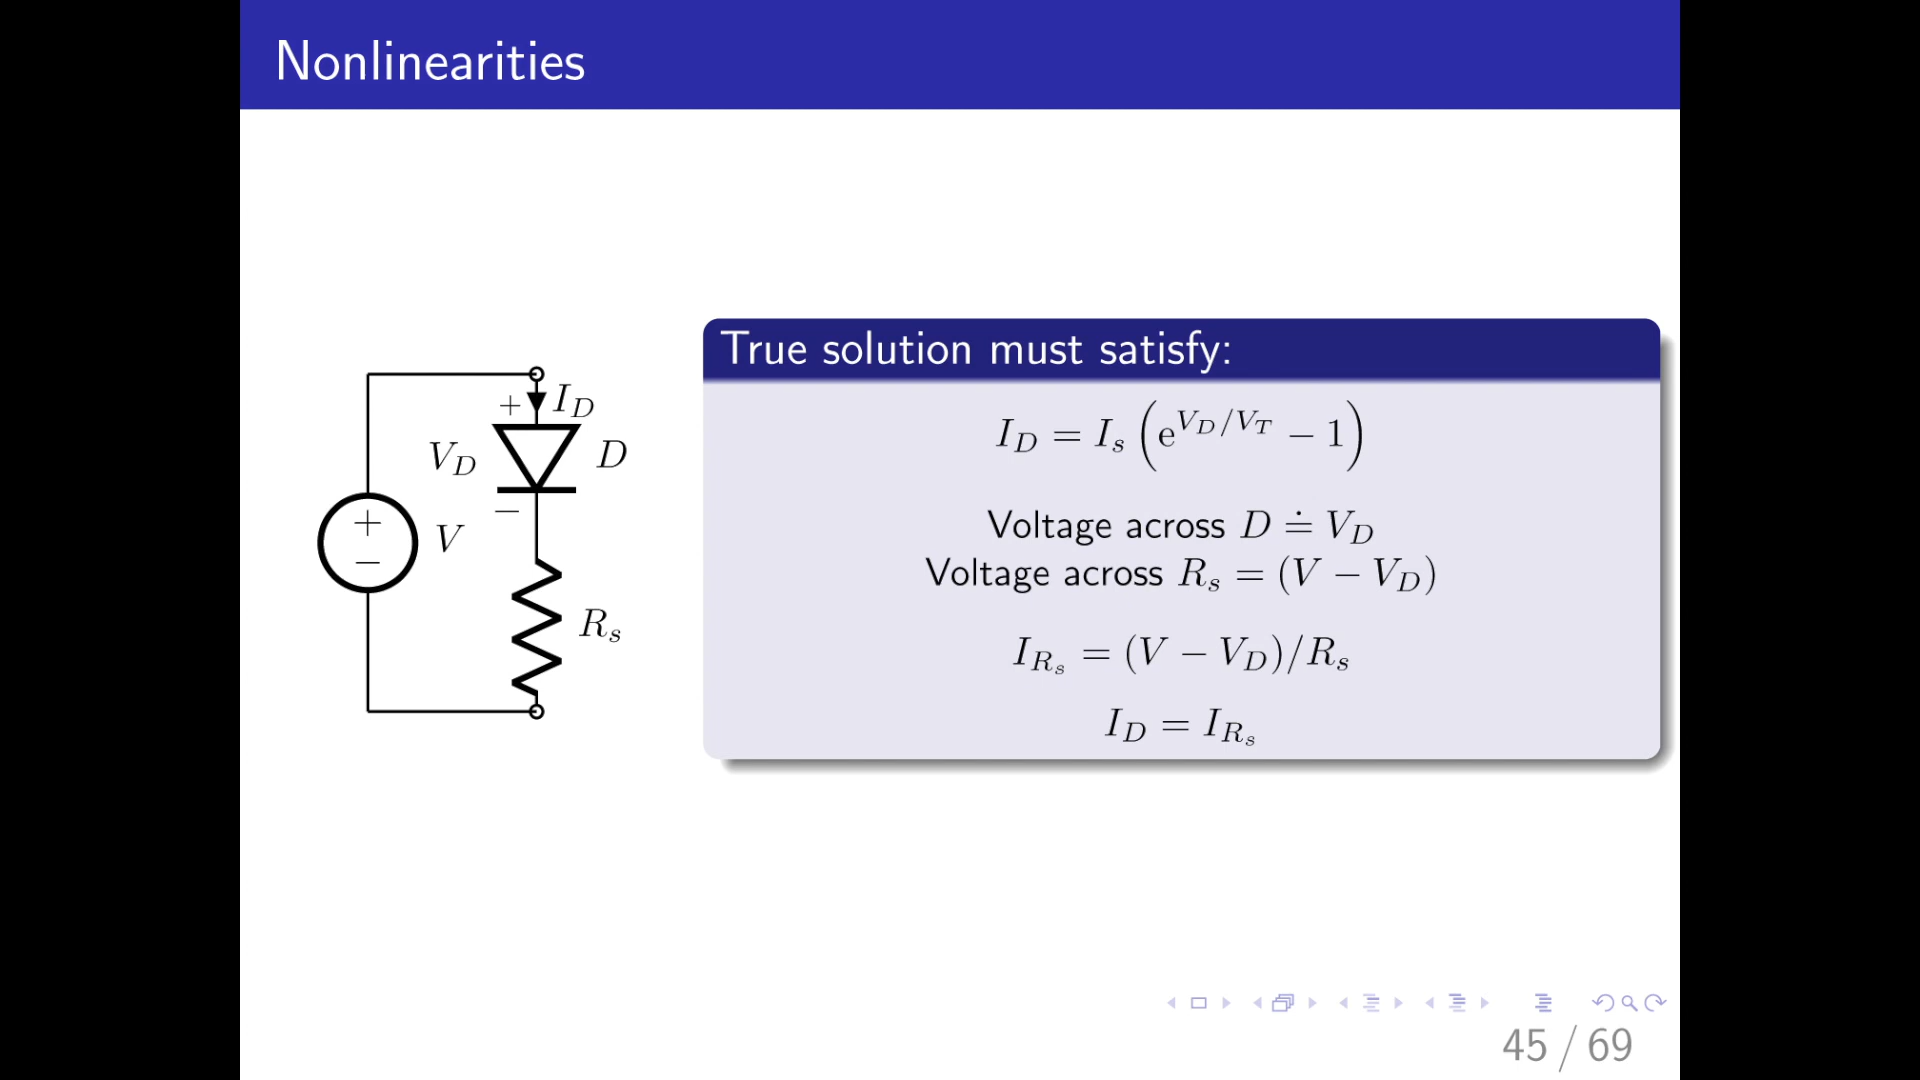 Nonlinearities
True solution must satisfy:
+ I_D
V_D D
−
+
− V
R_s
I_D = I_s (e^{V_D/V_T} − 1)
Voltage across D ≐ V_D
Voltage across R_s = (V − V_D)
I_{R_s} = (V − V_D)/R_s
I_D = I_{R_s}
45 / 69